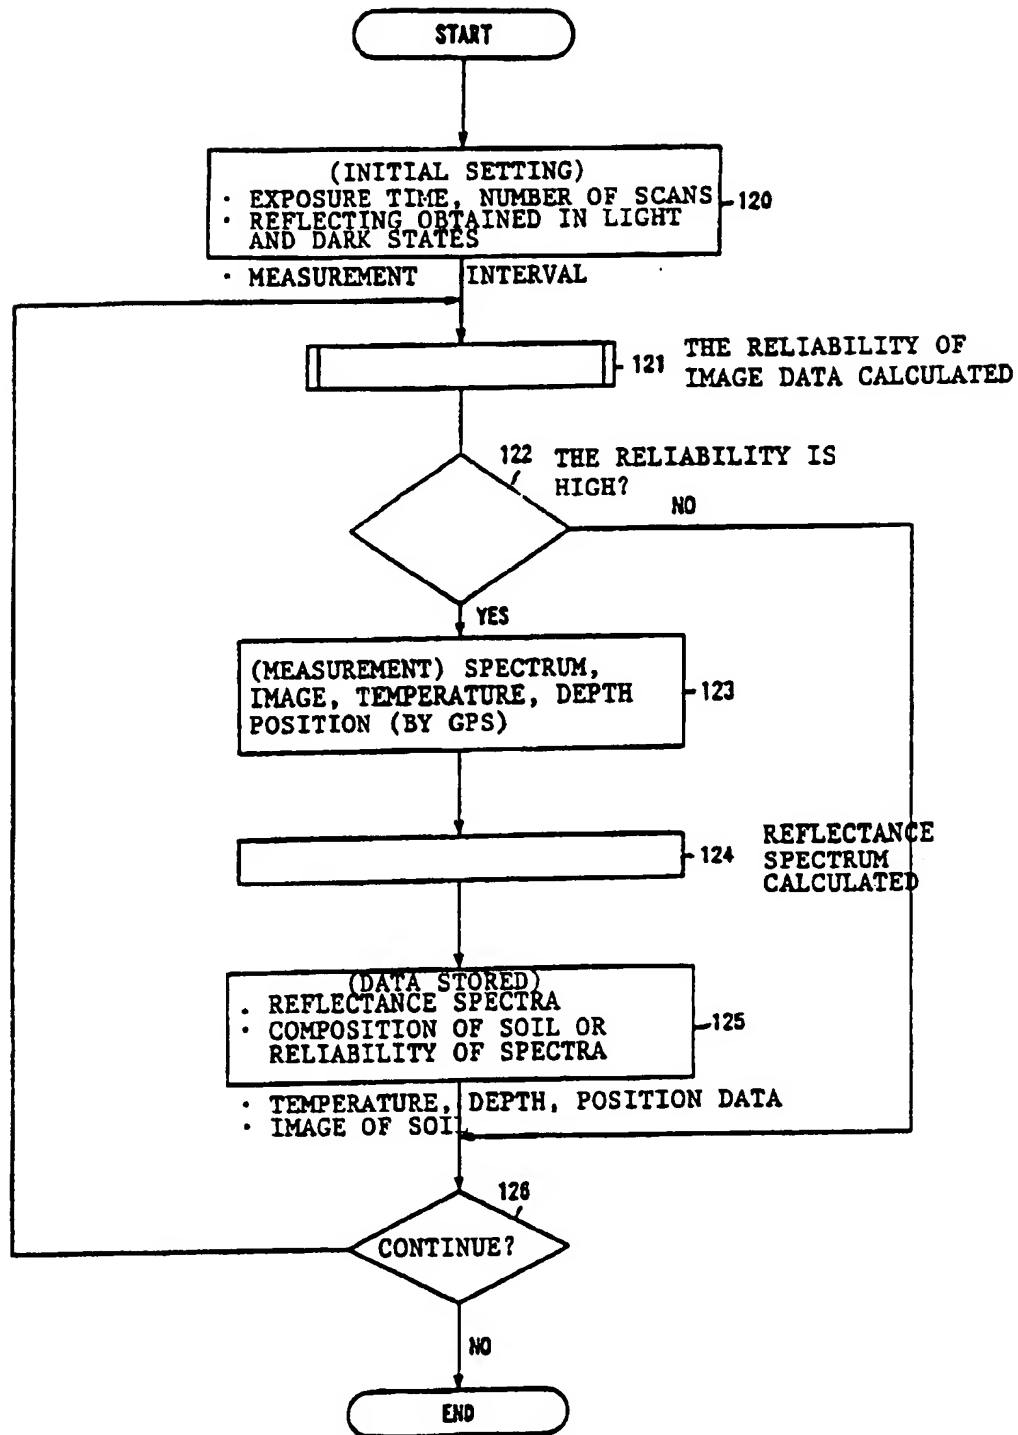 START
(INITIAL SETTING)
· EXPOSURE TIME, NUMBER OF SCANS
· REFLECTING OBTAINED IN LIGHT
AND DARK STATES
120
· MEASUREMENT INTERVAL
121
THE RELIABILITY OF
IMAGE DATA CALCULATED
122
THE RELIABILITY IS
HIGH?
NO
YES
(MEASUREMENT) SPECTRUM,
IMAGE, TEMPERATURE, DEPTH
POSITION (BY GPS)
123
124
REFLECTANCE
SPECTRUM
CALCULATED
(DATA STORED)
. REFLECTANCE SPECTRA
· COMPOSITION OF SOIL OR
RELIABILITY OF SPECTRA
125
· TEMPERATURE, DEPTH, POSITION DATA
· IMAGE OF SOIL
126
CONTINUE?
NO
END